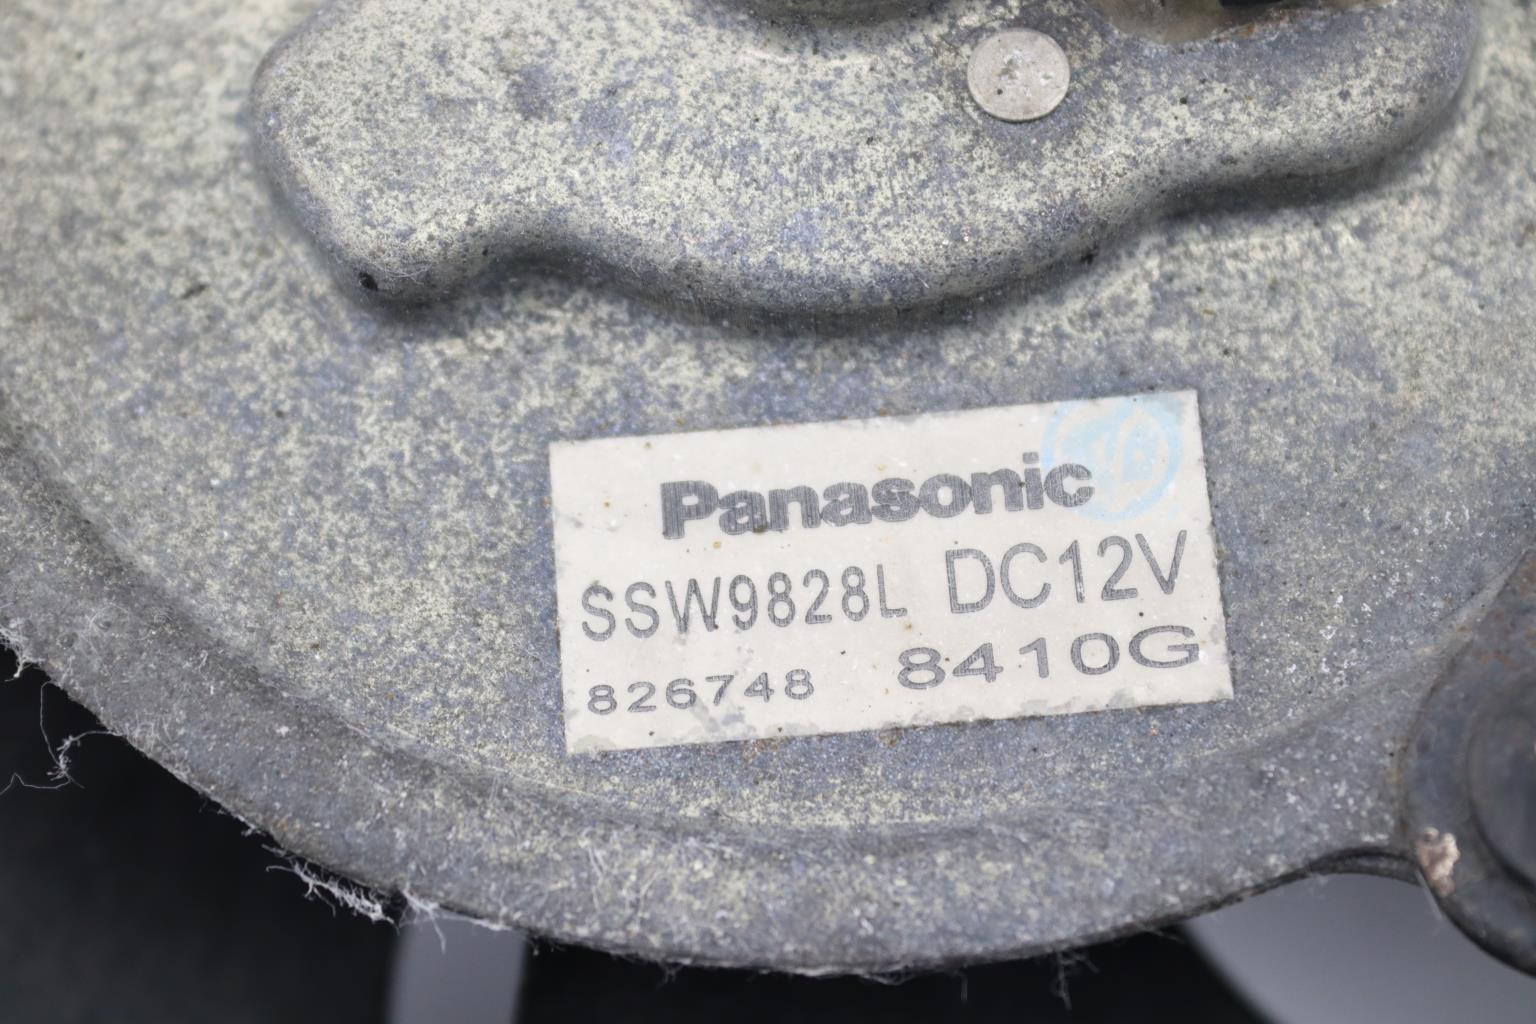 Panasonic
SSW9828L DC12V
826748 8410G